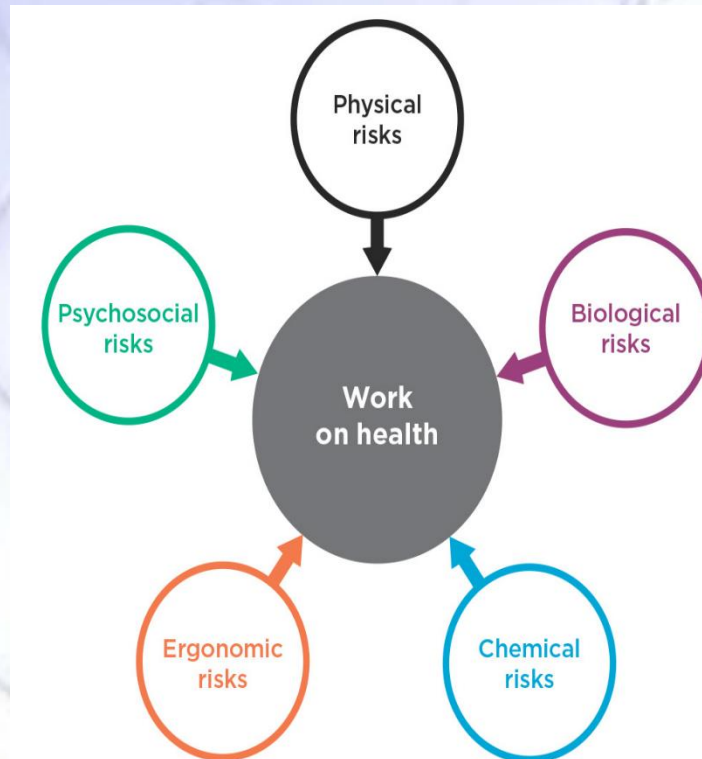 Physical
risks
Psychosocial
risks
Biological
risks
Work
on health
Ergonomic
risks
Chemical
risks